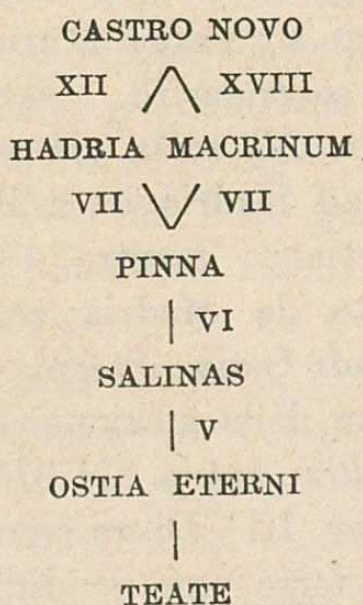 CASTRO NOVO
XII XVIII
HADRIA MACRINUM
VII VII
PINNA
VI
SALINAS
V
OSTIA ETERNI
TEATE